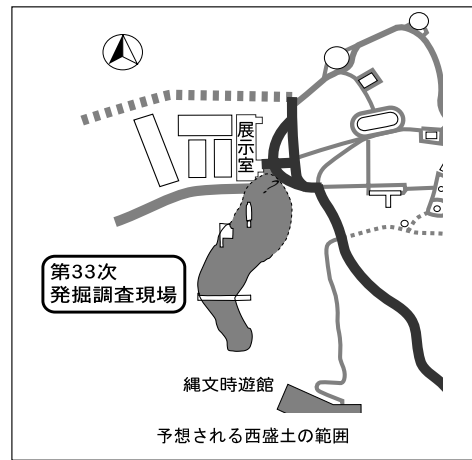 展示室
第33次
発掘調査現場
縄文時遊館
予想される西盛土の範囲